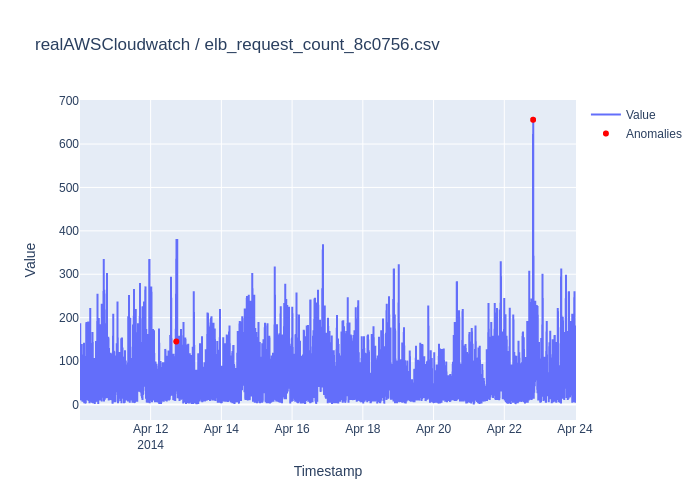 realAWSCloudwatch / elb_request_count_8c0756.csv
Value
Anomalies
700
600
500
400
300
200
100
0
Value
Apr 12
2014
Apr 14
Apr 16
Apr 18
Apr 20
Apr 22
Apr 24
Timestamp